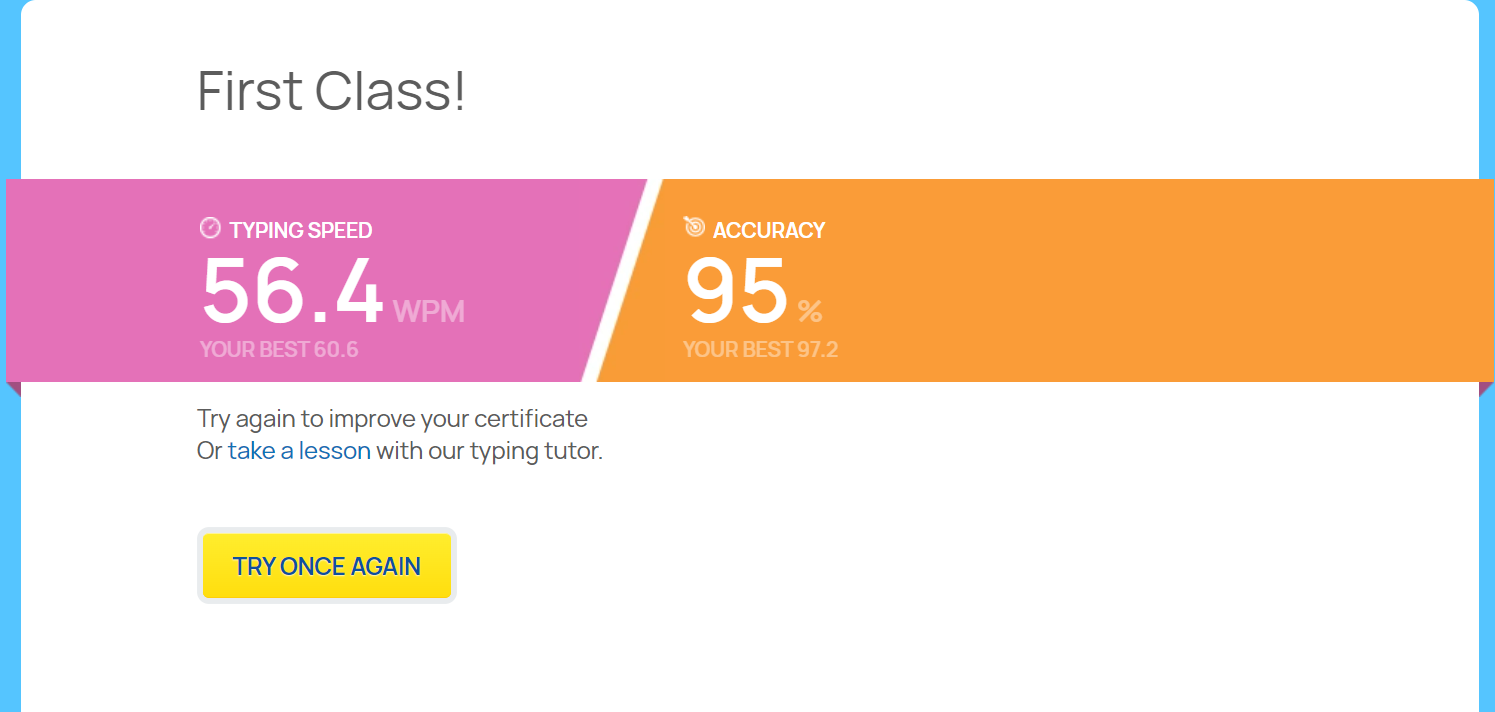 First Class!
TYPING SPEED
56.4 WPM
YOUR BEST 60.6
ACCURACY
95 %
YOUR BEST 97.2
Try again to improve your certificate
Or take a lesson with our typing tutor.
TRY ONCE AGAIN